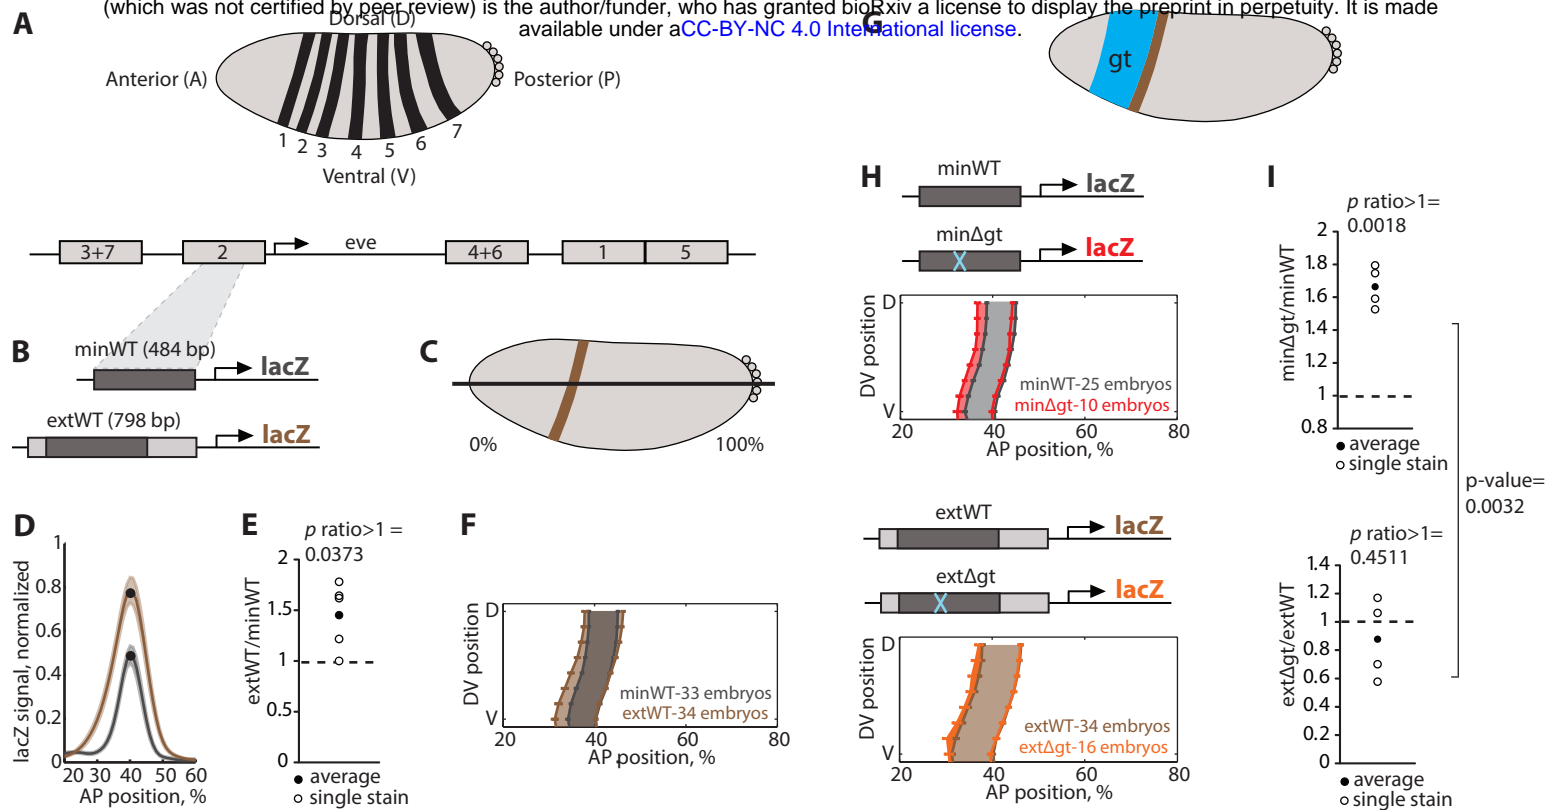 (which was not certified by peer review) is the author/funder, who has granted bioRxiv a license to display the preprint in perpetuity. It is made
available under aCC-BY-NC 4.0 International license.
A
Dorsal (D)
Anterior (A)
Posterior (P)
1 2 3 4 5 6 7
Ventral (V)
3+7
2
eve
4+6
1
5
B
minWT (484 bp)
lacZ
extWT (798 bp)
lacZ
C
0%
100%
D
lacZ signal, normalized
1
0.8
0.6
0.4
0.2
0
20 30 40 50 60
AP position, %
E
p ratio>1 =
0.0373
extWT/minWT
2
1.5
1
0.5
0
average
single stain
F
DV position
D
V
minWT-33 embryos
extWT-34 embryos
20 40 60 80
AP position, %
G
gt
H
minWT
lacZ
minΔgt
lacZ
DV position
D
V
minWT-25 embryos
minΔgt-10 embryos
20 40 60 80
AP position, %
extWT
lacZ
extΔgt
lacZ
DV position
D
V
extWT-34 embryos
extΔgt-16 embryos
20 40 60 80
AP position, %
I
p ratio>1=
0.0018
minΔgt/minWT
2
1.8
1.6
1.4
1.2
1
0.8
average
single stain
p-value=
0.0032
p ratio>1=
0.4511
extΔgt/extWT
1.4
1.2
1
0.8
0.6
0.4
0.2
0
average
single stain